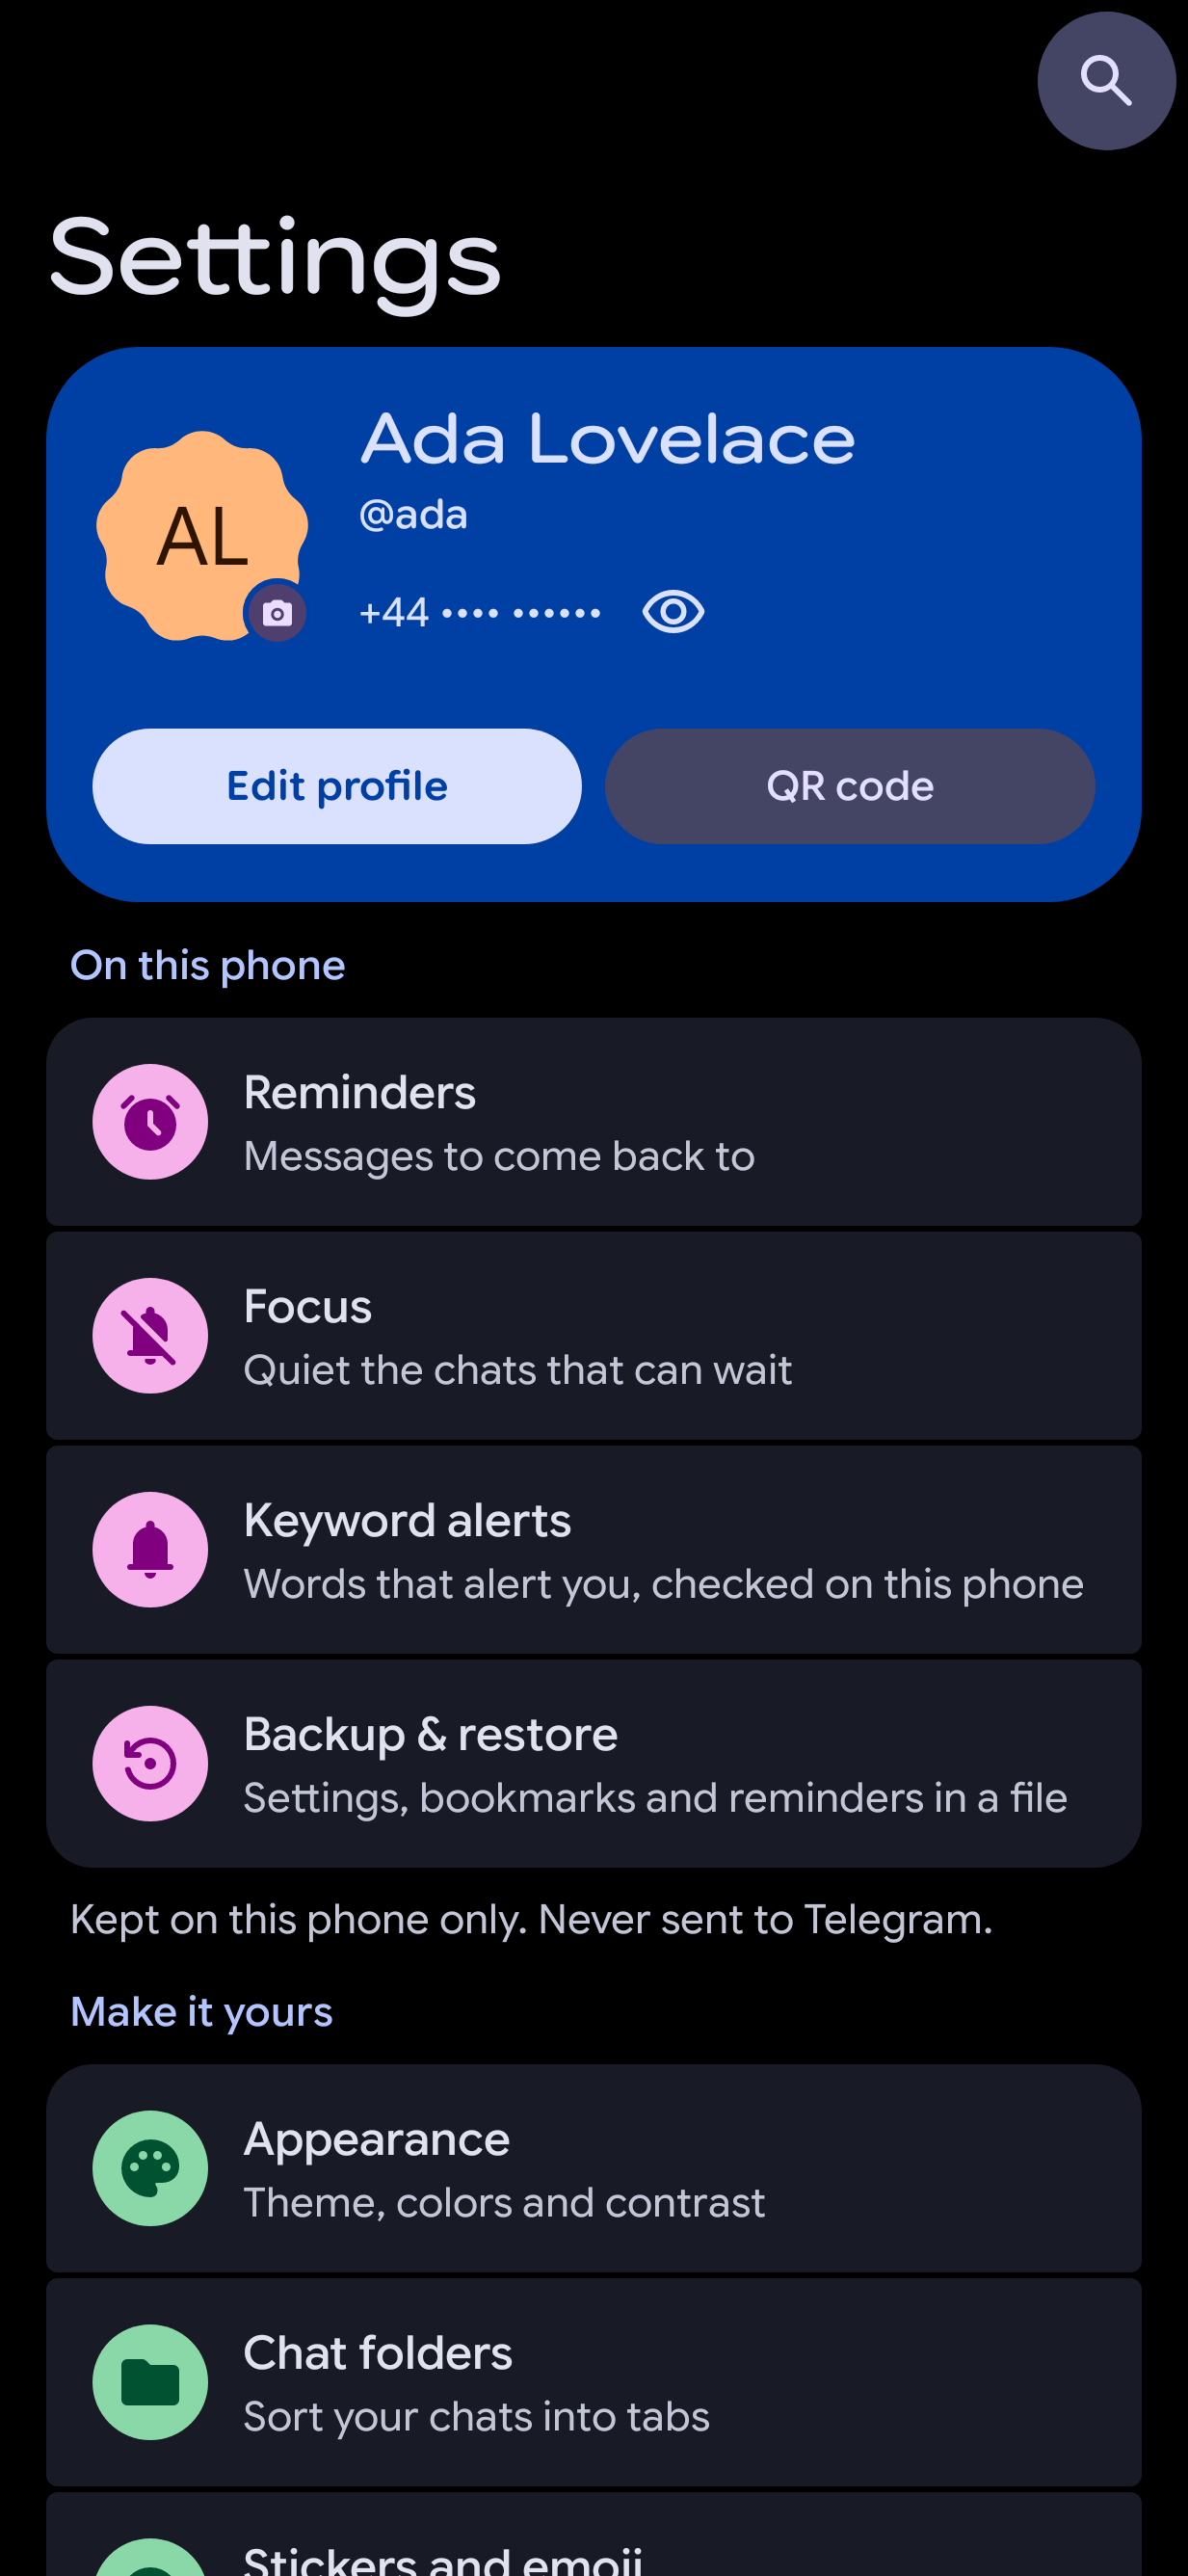 Settings
Ada Lovelace
@ada
AL
+44 •••• ••••••
Edit profile
QR code
On this phone
Reminders
Messages to come back to
Focus
Quiet the chats that can wait
Keyword alerts
Words that alert you, checked on this phone
Backup & restore
Settings, bookmarks and reminders in a file
Kept on this phone only. Never sent to Telegram.
Make it yours
Appearance
Theme, colors and contrast
Chat folders
Sort your chats into tabs
Stickers and emoji